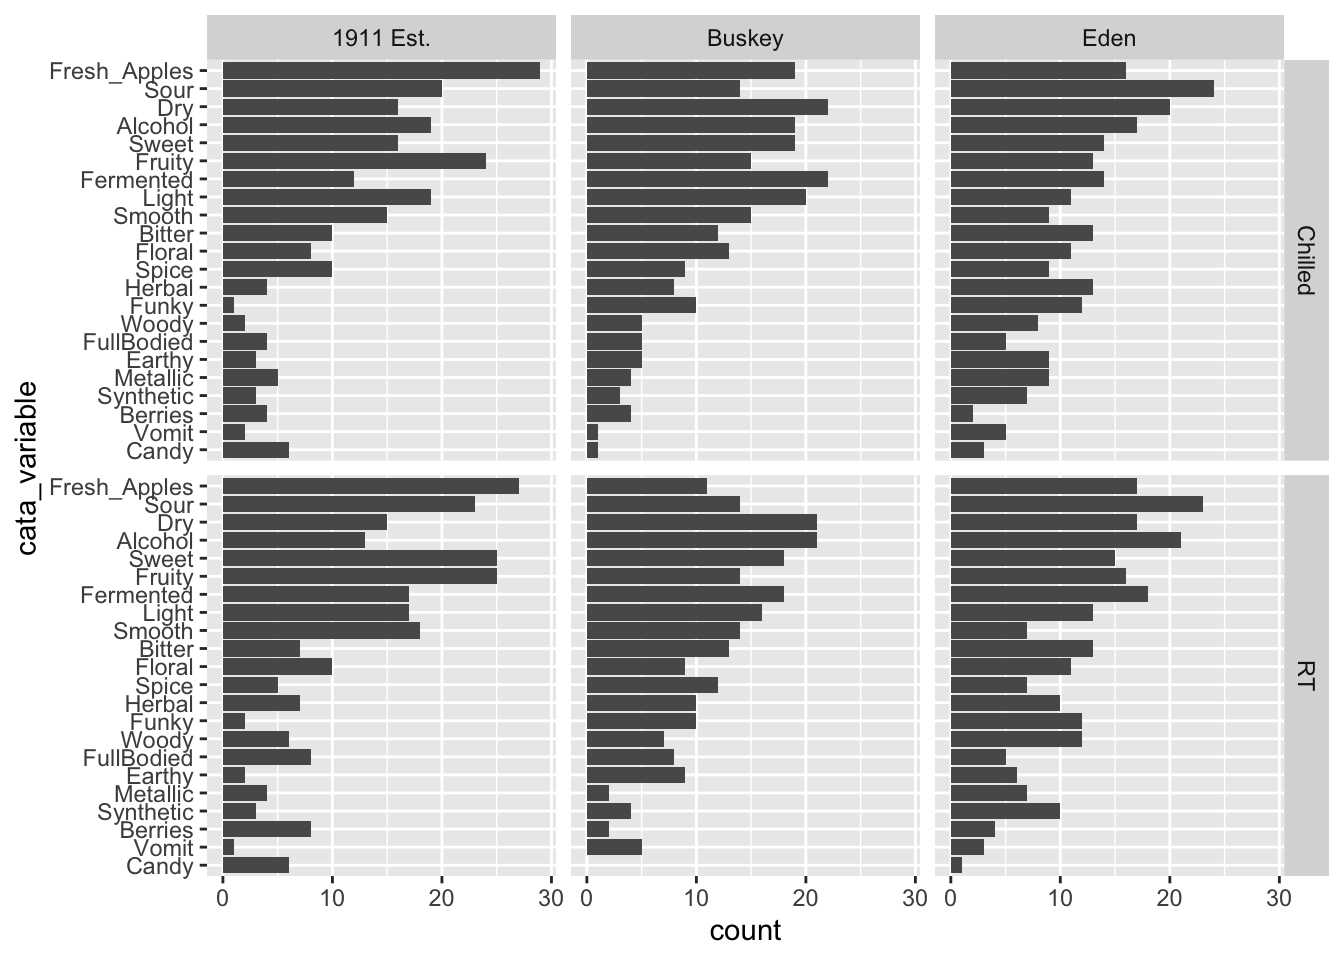 1911 Est.
Buskey
Eden
Fresh_Apples
Sour
Dry
Alcohol
Sweet
Fruity
Fermented
Light
Smooth
Bitter
Floral
Spice
Herbal
Funky
Woody
FullBodied
Earthy
Metallic
Synthetic
Berries
Vomit
Candy
Chilled
cata_variable
Fresh_Apples
Sour
Dry
Alcohol
Sweet
Fruity
Fermented
Light
Smooth
Bitter
Floral
Spice
Herbal
Funky
Woody
FullBodied
Earthy
Metallic
Synthetic
Berries
Vomit
Candy
RT
0 10 20 30
0 10 20 30
0 10 20 30
count